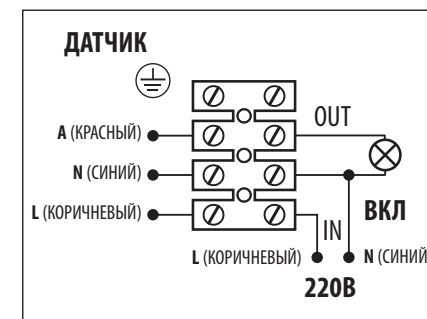 ДАТЧИК
OUT
A (КРАСНЫЙ)
N (СИНИЙ)
L (КОРИЧНЕВЫЙ)
ВКЛ
IN
L (КОРИЧНЕВЫЙ)
N (СИНИЙ
220В